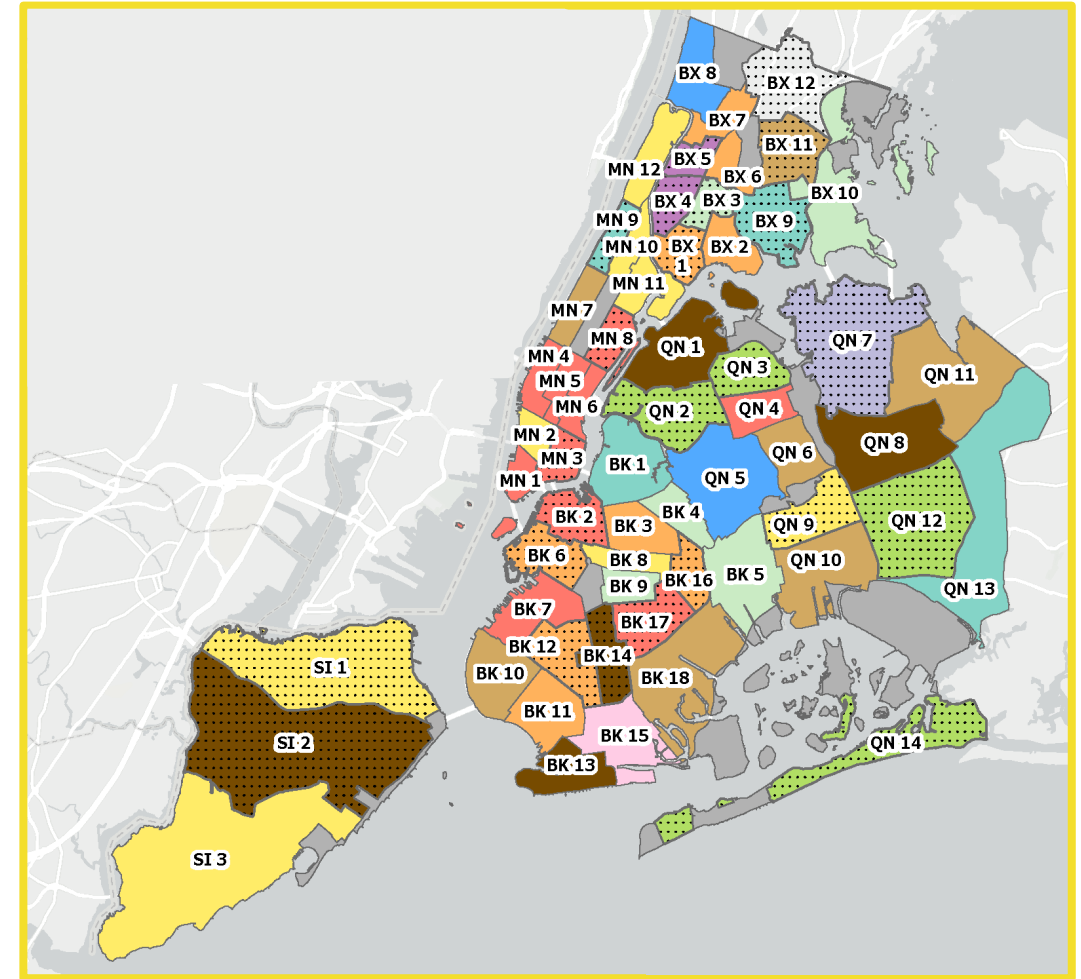 BX 8
BX 12
BX 7
BX 11
BX 5
MN 12
BX 6
BX 10
BX 4
BX 3
MN 9
BX 9
MN 10
BX
1
BX 2
MN 11
MN 7
MN 8
QN 7
QN 1
MN 4
QN 3
QN 11
MN 5
MN 6
QN 4
QN 2
MN 2
QN 8
MN 3
BK 1
QN 6
MN 1
QN 5
BK 2
BK 4
BK 3
QN 9
QN 12
BK 6
BK 8
QN 10
BK 9
BK 16
BK 5
QN 13
BK 7
BK 17
BK 12
BK 14
SI 1
BK 10
BK 18
BK 11
BK 15
SI 2
QN 14
BK 13
SI 3